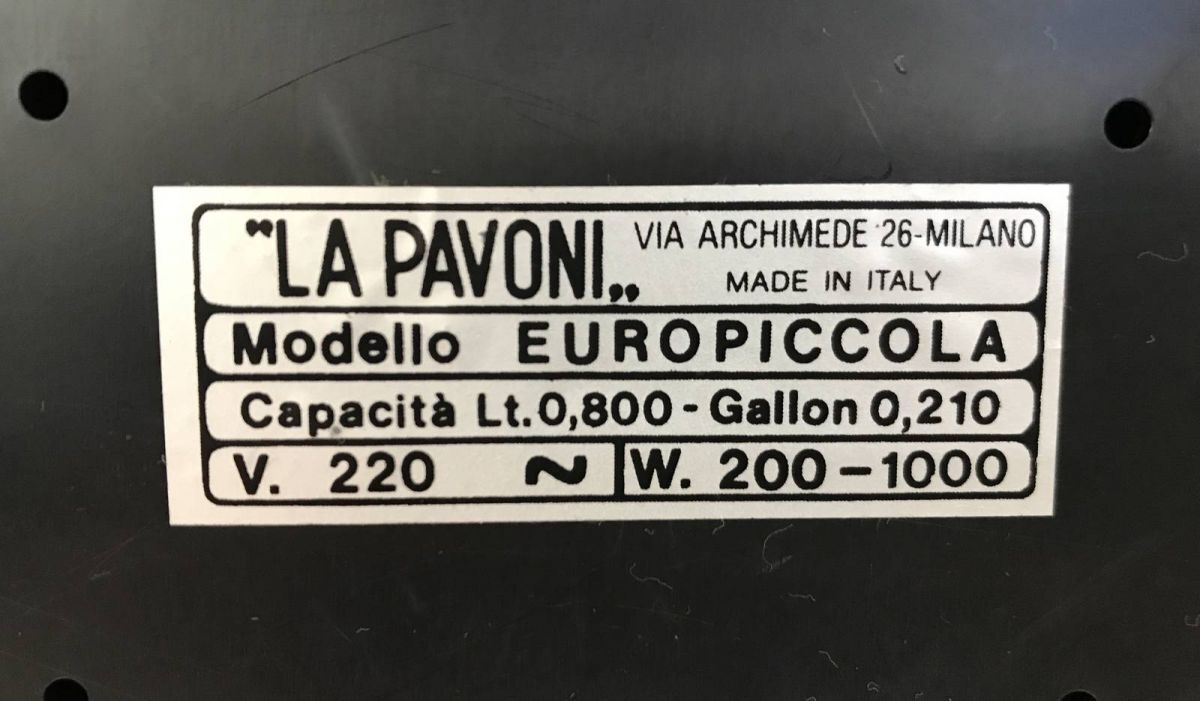 "LA PAVONI„ VIA ARCHIMEDE 26-MILANO
MADE IN ITALY
Modello EUROPICCOLA
Capacità Lt.0,800 - Gallon 0,210
V. 220 ~ W. 200-1000